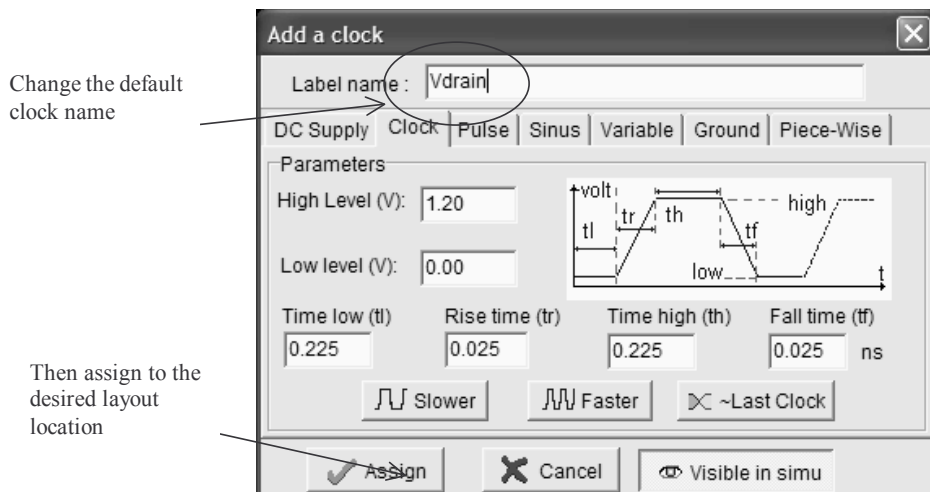 Add a clock
Change the default
clock name
Label name :
Vdrain
DC Supply Clock Pulse Sinus Variable Ground Piece-Wise
Parameters
High Level (V): 1.20
Low level (V): 0.00
volt
tl
tr
th
tf
high
low
t
Time low (tl) Rise time (tr) Time high (th) Fall time (tf)
0.225 0.025 0.225 0.025 ns
Slower Faster ~Last Clock
Then assign to the
desired layout
location
Assign Cancel Visible in simu